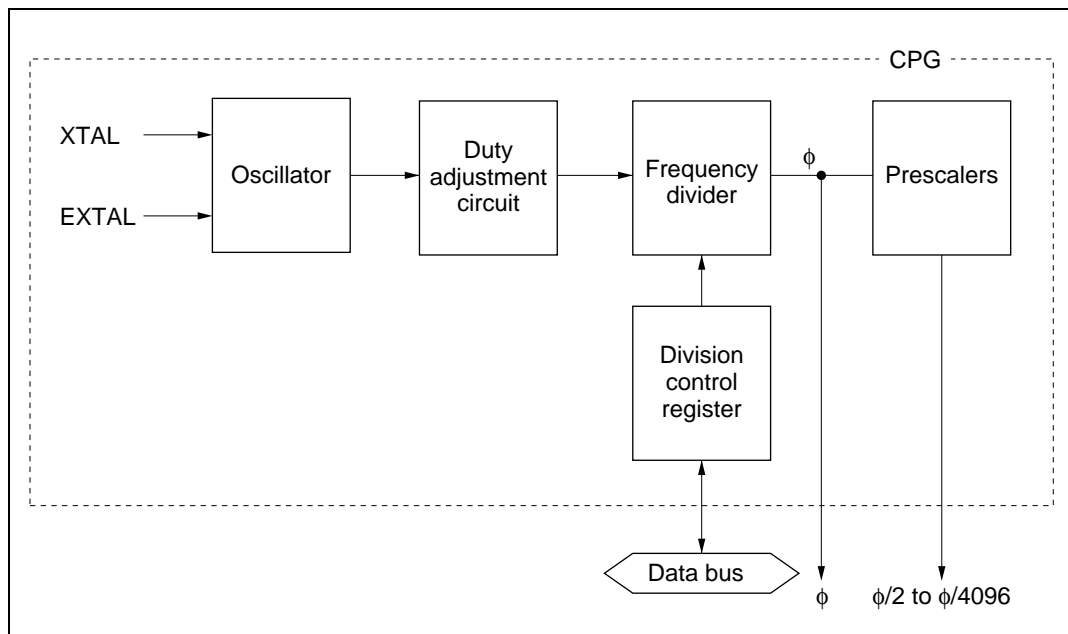 CPG
XTAL
EXTAL
Oscillator
Duty
adjustment
circuit
Frequency
divider
ϕ
Prescalers
Division
control
register
Data bus
ϕ
ϕ/2 to ϕ/4096